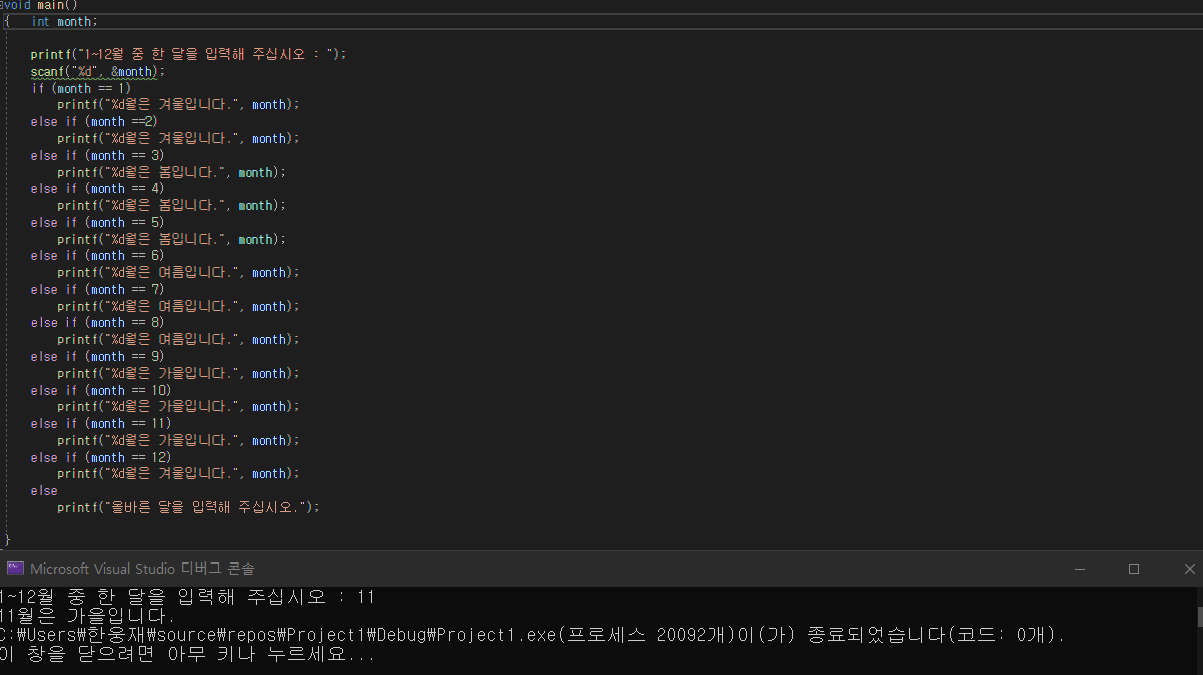 void main()
{   int month;
printf("1~12월 중 한 달을 입력해 주십시오 : ");
scanf("%d", &month);
if (month == 1)
printf("%d월은 겨울입니다.", month);
else if (month ==2)
printf("%d월은 겨울입니다.", month);
else if (month == 3)
printf("%d월은 봄입니다.", month);
else if (month == 4)
printf("%d월은 봄입니다.", month);
else if (month == 5)
printf("%d월은 봄입니다.", month);
else if (month == 6)
printf("%d월은 여름입니다.", month);
else if (month == 7)
printf("%d월은 여름입니다.", month);
else if (month == 8)
printf("%d월은 여름입니다.", month);
else if (month == 9)
printf("%d월은 가을입니다.", month);
else if (month == 10)
printf("%d월은 가을입니다.", month);
else if (month == 11)
printf("%d월은 가을입니다.", month);
else if (month == 12)
printf("%d월은 겨울입니다.", month);
else
printf("올바른 달을 입력해 주십시오.");
}
Microsoft Visual Studio 디버그 콘솔
1~12월 중 한 달을 입력해 주십시오 : 11
11월은 가을입니다.
C:\Users\한웅재\source\repos\Project1\Debug\Project1.exe(프로세스 20092개)이(가) 종료되었습니다(코드: 0개).
이 창을 닫으려면 아무 키나 누르세요...